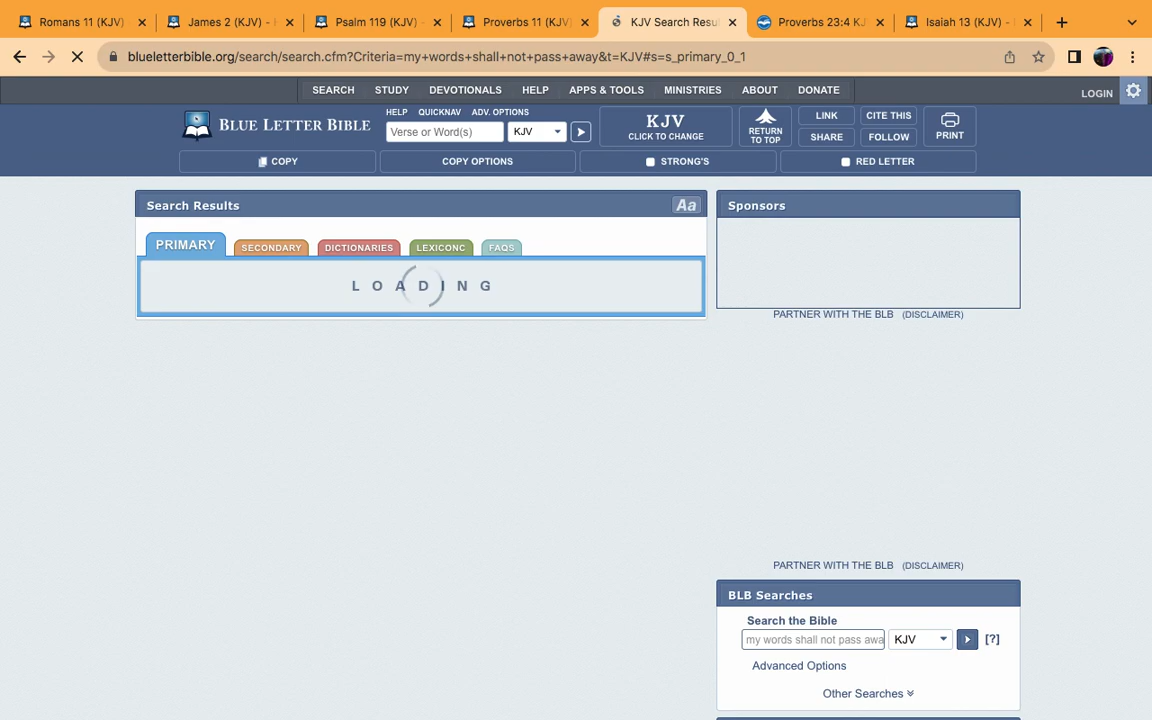 Romans 11 (KJV)
James 2 (KJV) -
Psalm 119 (KJV) -
Proverbs 11 (KJV)
KJV Search Resu
Proverbs 23:4 KJ
Isaiah 13 (KJV) -
blueletterbible.org/search/search.cfm?Criteria=my+words+shall+not+pass+away&t=KJV#s=s_primary_0_1
SEARCH STUDY DEVOTIONALS HELP APPS & TOOLS MINISTRIES ABOUT DONATE
LOGIN
BLUE LETTER BIBLE
HELP QUICKNAV ADV. OPTIONS
Verse or Word(s)
KJV
KJV
CLICK TO CHANGE
RETURN
TO TOP
LINK
CITE THIS
SHARE
FOLLOW
PRINT
COPY
COPY OPTIONS
STRONG'S
RED LETTER
Search Results
Aa
PRIMARY SECONDARY DICTIONARIES LEXICONC FAQS
LOADING
Sponsors
PARTNER WITH THE BLB (DISCLAIMER)
PARTNER WITH THE BLB (DISCLAIMER)
BLB Searches
Search the Bible
my words shall not pass awa
KJV
[?]
Advanced Options
Other Searches